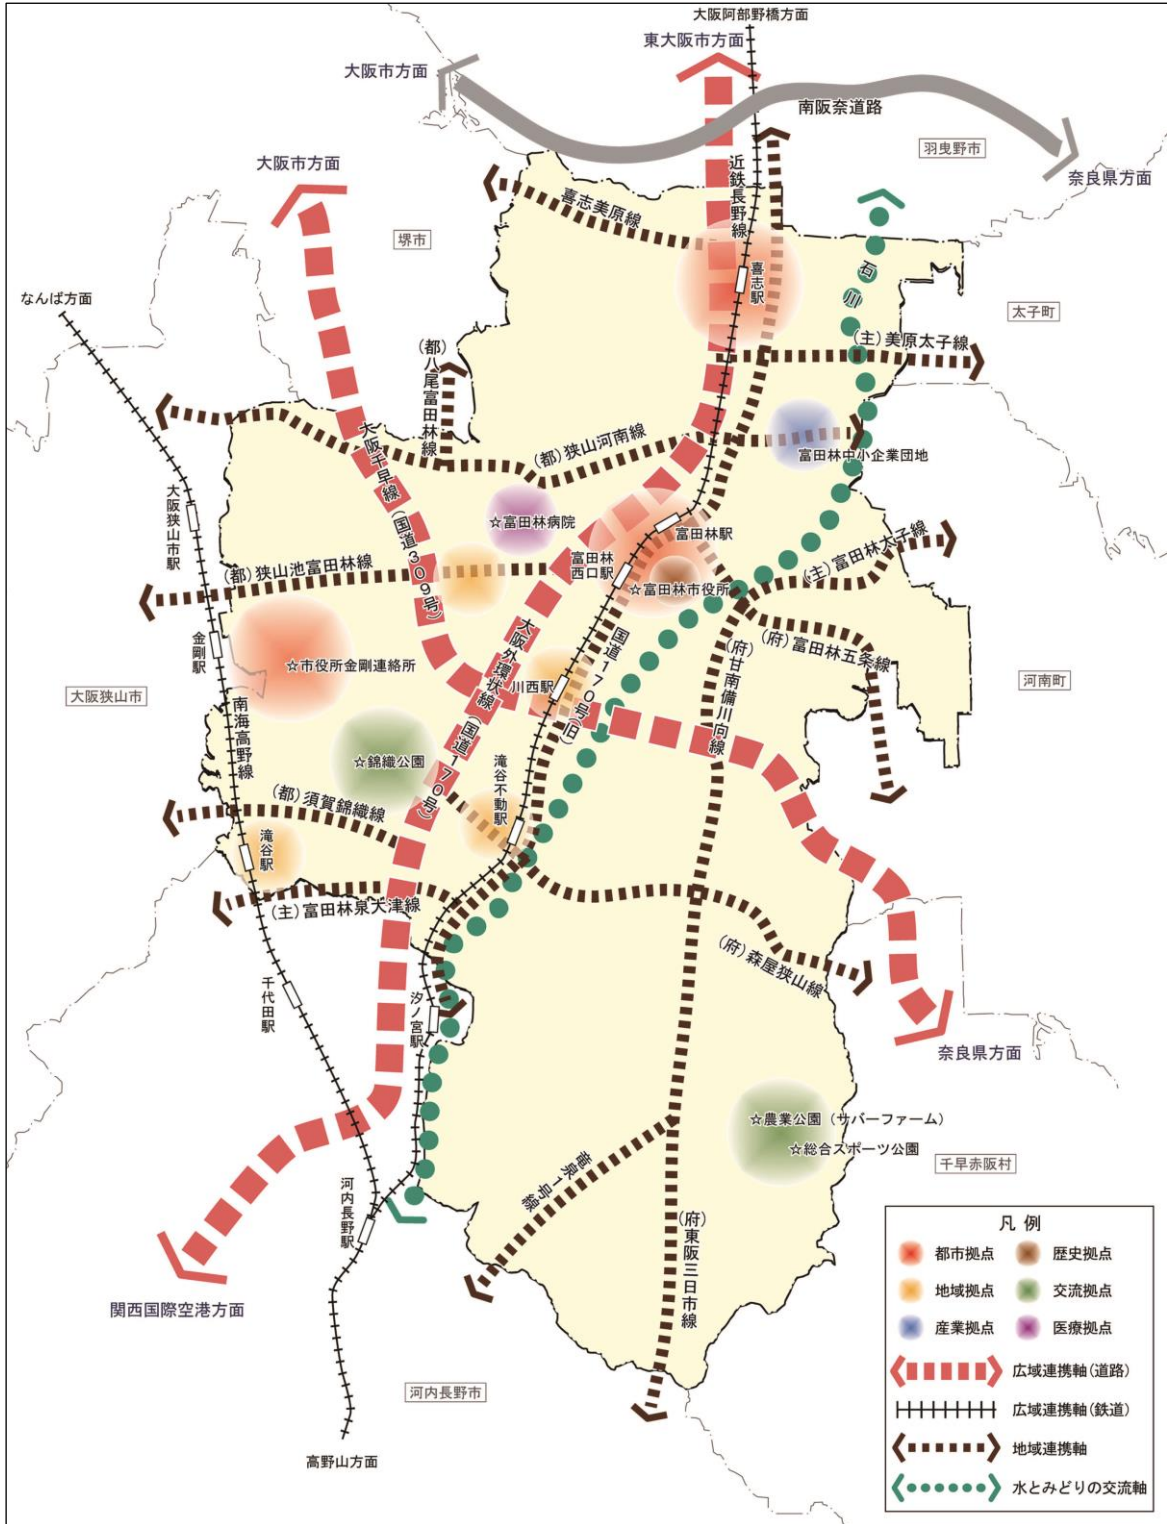 大阪阿部野橋方面
東大阪市方面
大阪市方面
南阪奈道路
羽曳野市
奈良県方面
大阪市方面
近鉄長野線
喜志美原線
堺市
喜志駅
石川
なんば方面
太子町
(主)美原太子線
(都)八尾富田林線
大阪千早線(国道309号)
(都)狭山河南線
富田林中小企業団地
大阪狭山市駅
☆富田林病院
富田林駅
(主)富田林太子線
富田林
西口駅
(都)狭山池富田林線
☆富田林市役所
金剛駅
☆市役所金剛連絡所
大阪外環状線(国道170号)
国道170号(旧)
(府)甘南備川向線
(府)富田林五条線
川西駅
大阪狭山市
河南町
南海高野線
☆錦織公園
滝谷不動駅
(都)須賀錦織線
滝谷駅
(主)富田林泉大津線
(府)森屋狭山線
千代田駅
汐ノ宮駅
奈良県方面
☆農業公園(サバーファーム)
☆総合スポーツ公園
千早赤阪村
竜泉1号線
河内長野駅
(府)東阪三日市線
関西国際空港方面
河内長野市
高野山方面
凡例
都市拠点
歴史拠点
地域拠点
交流拠点
産業拠点
医療拠点
広域連携軸(道路)
広域連携軸(鉄道)
地域連携軸
水とみどりの交流軸